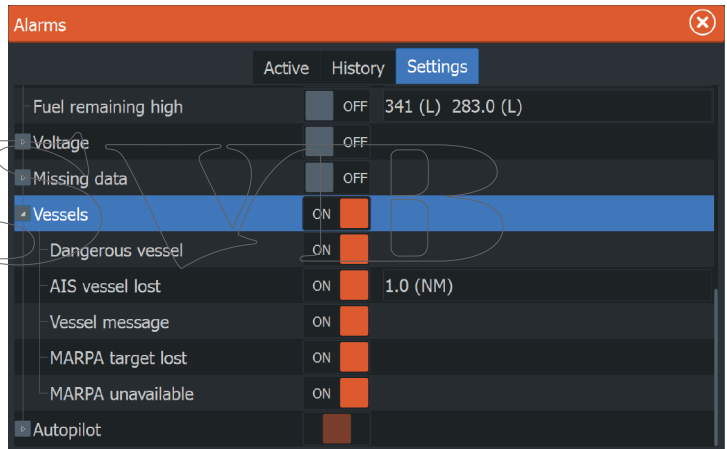 Alarms
Active History Settings
Fuel remaining high OFF 341 (L) 283.0 (L)
Voltage OFF
Missing data OFF
Vessels ON
Dangerous vessel ON
AIS vessel lost ON 1.0 (NM)
Vessel message ON
MARPA target lost ON
MARPA unavailable ON
Autopilot